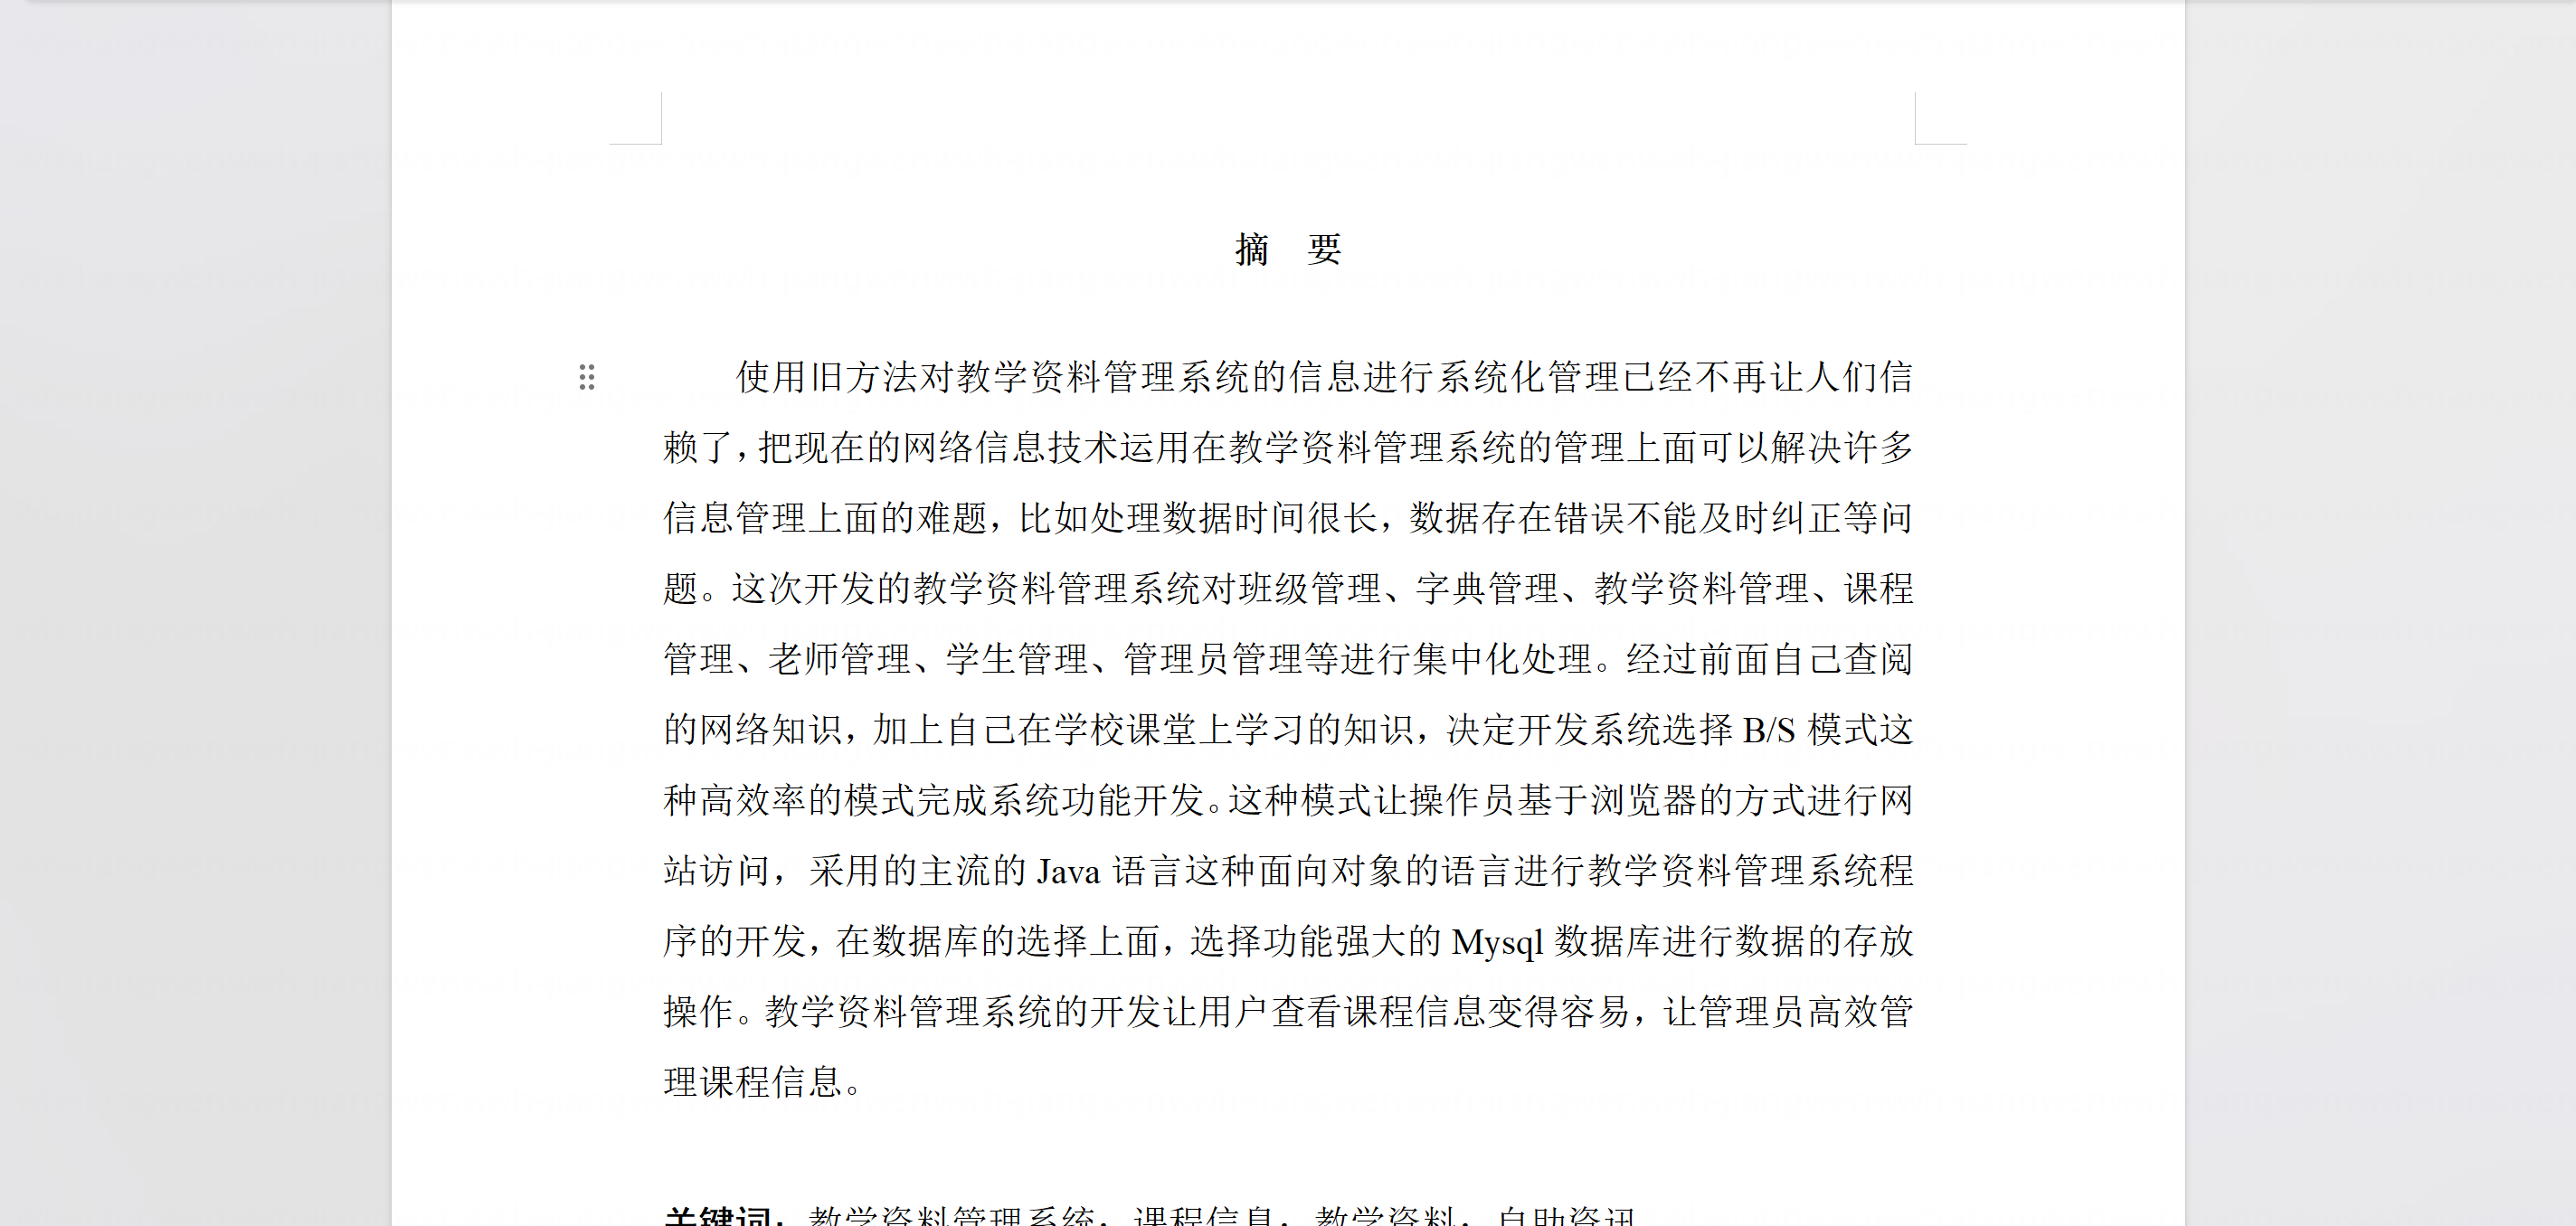 摘 要
使用旧方法对教学资料管理系统的信息进行系统化管理已经不再让人们信
赖了，把现在的网络信息技术运用在教学资料管理系统的管理上面可以解决许多
信息管理上面的难题，比如处理数据时间很长，数据存在错误不能及时纠正等问
题。这次开发的教学资料管理系统对班级管理、字典管理、教学资料管理、课程
管理、老师管理、学生管理、管理员管理等进行集中化处理。经过前面自己查阅
的网络知识，加上自己在学校课堂上学习的知识，决定开发系统选择 B/S 模式这
种高效率的模式完成系统功能开发。这种模式让操作员基于浏览器的方式进行网
站访问，采用的主流的 Java 语言这种面向对象的语言进行教学资料管理系统程
序的开发，在数据库的选择上面，选择功能强大的 Mysql 数据库进行数据的存放
操作。教学资料管理系统的开发让用户查看课程信息变得容易，让管理员高效管
理课程信息。
关键词：教学资料管理系统；课程信息；教学资料；自助资讯